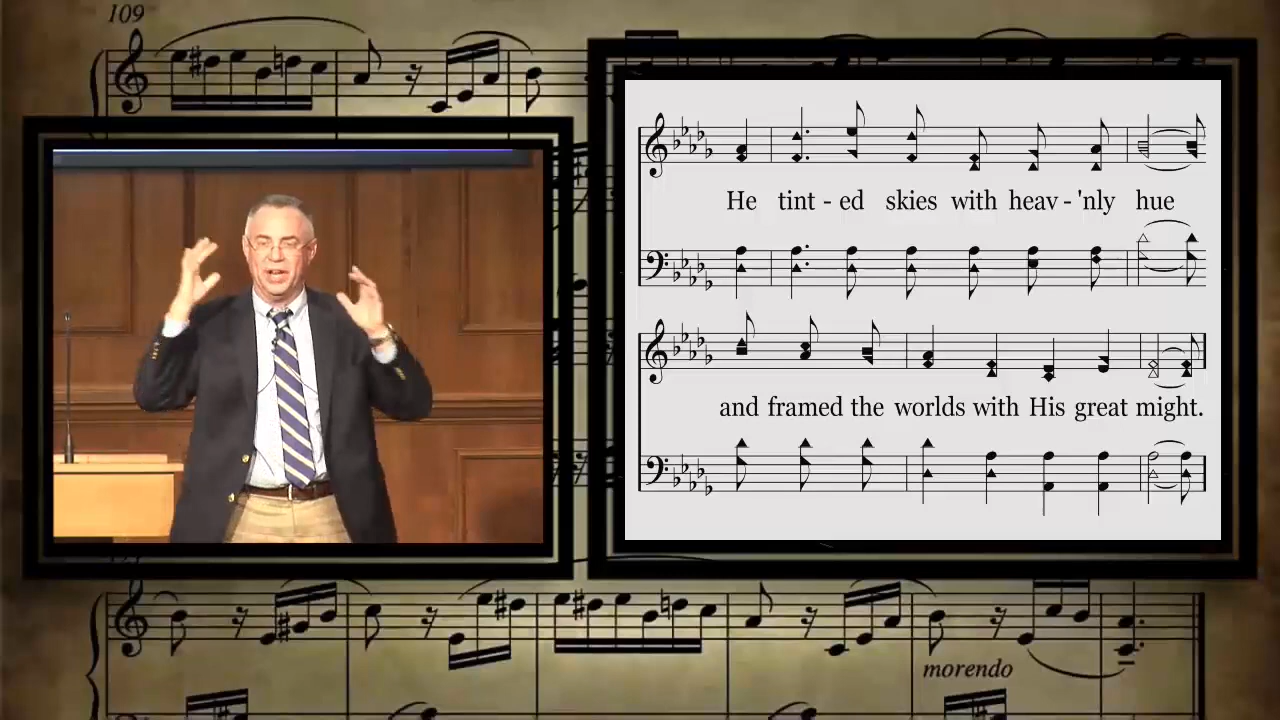 109
He tint - ed skies with heav - 'nly hue
and framed the worlds with His great might.
morendo